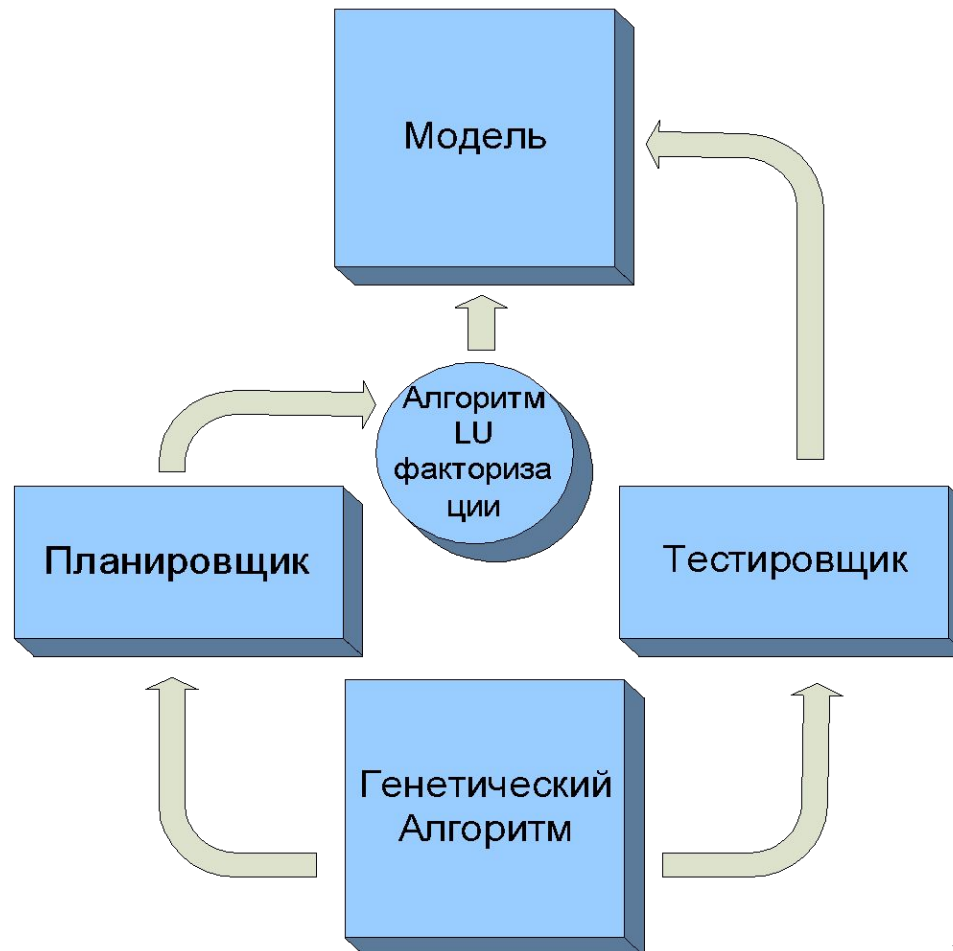 Модель
Алгоритм
LU
факториза
ции
Планировщик
Тестировщик
Генетический
Алгоритм